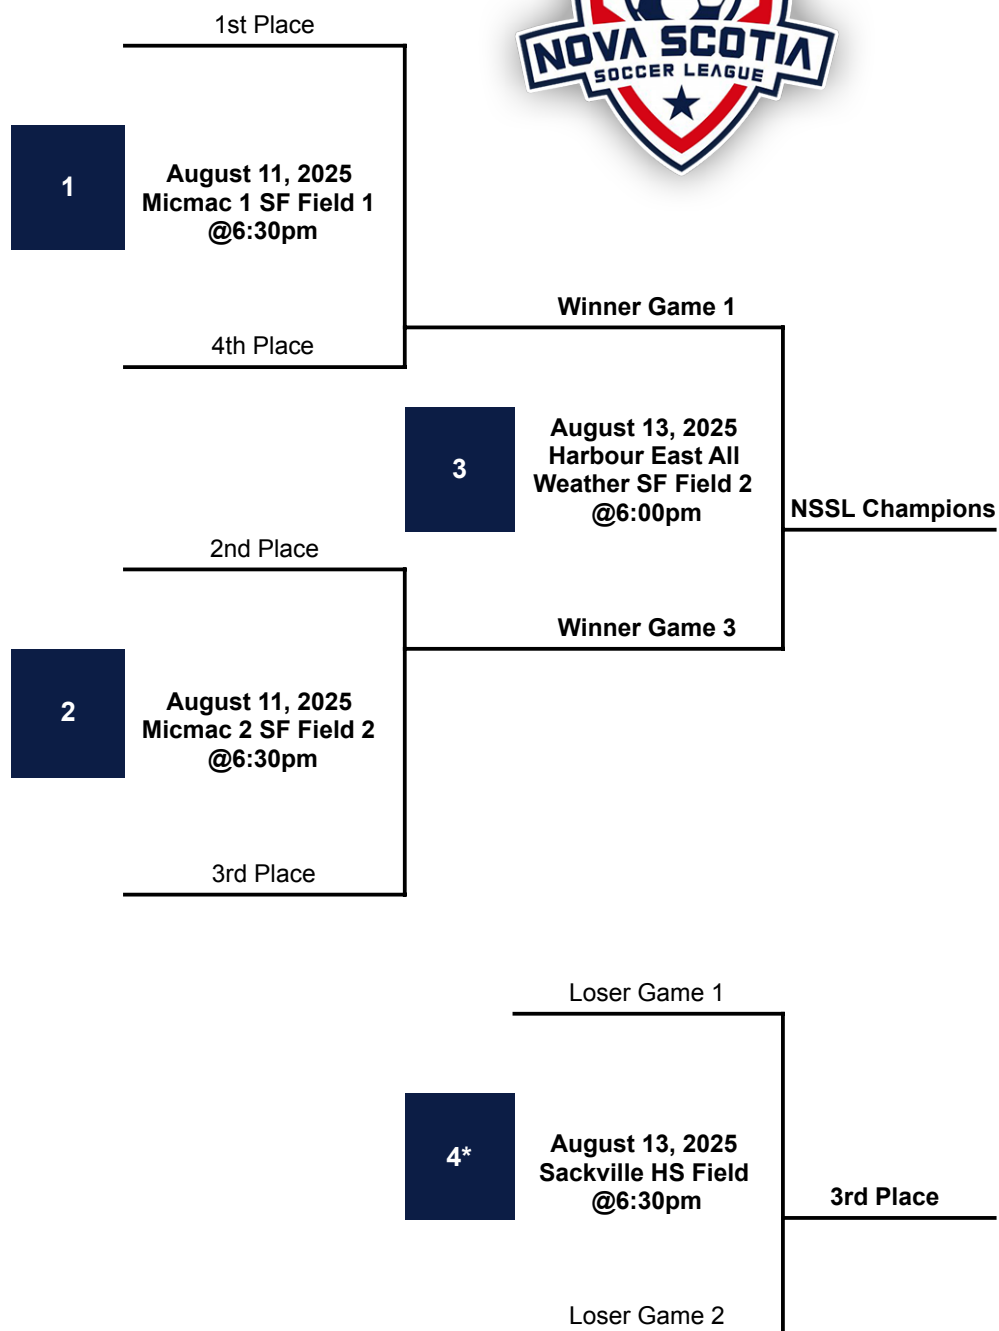 1st Place
NOVA SCOTIA
SOCCER LEAGUE
1
August 11, 2025
Micmac 1 SF Field 1
@6:30pm
Winner Game 1
4th Place
3
August 13, 2025
Harbour East All
Weather SF Field 2
@6:00pm
NSSL Champions
2nd Place
Winner Game 3
2
August 11, 2025
Micmac 2 SF Field 2
@6:30pm
3rd Place
Loser Game 1
4*
August 13, 2025
Sackville HS Field
@6:30pm
3rd Place
Loser Game 2